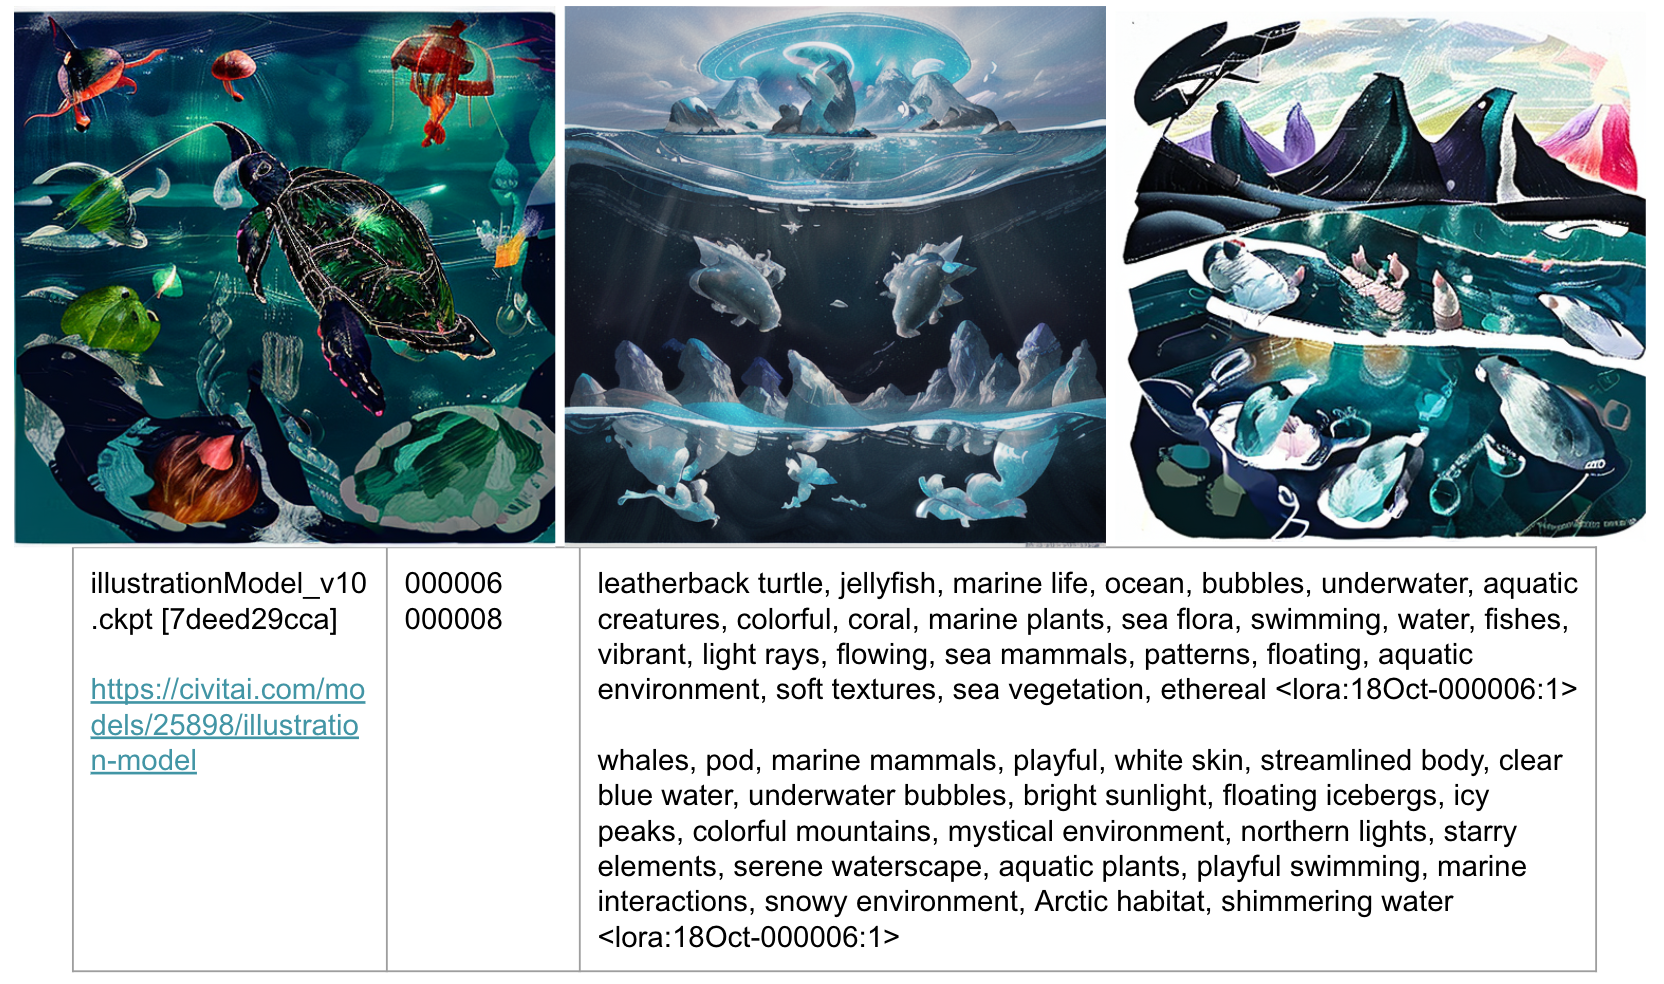 illustrationModel_v10
.ckpt [7deed29cca]
https://civitai.com/mo
dels/25898/illustratio
n-model
000006
000008
leatherback turtle, jellyfish, marine life, ocean, bubbles, underwater, aquatic
creatures, colorful, coral, marine plants, sea flora, swimming, water, fishes,
vibrant, light rays, flowing, sea mammals, patterns, floating, aquatic
environment, soft textures, sea vegetation, ethereal <lora:18Oct-000006:1>
whales, pod, marine mammals, playful, white skin, streamlined body, clear
blue water, underwater bubbles, bright sunlight, floating icebergs, icy
peaks, colorful mountains, mystical environment, northern lights, starry
elements, serene waterscape, aquatic plants, playful swimming, marine
interactions, snowy environment, Arctic habitat, shimmering water
<lora:18Oct-000006:1>